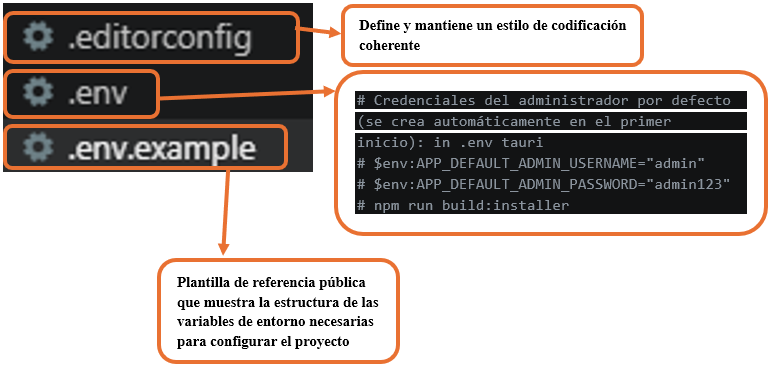 .editorconfig
.env
.env.example
Define y mantiene un estilo de codificación
coherente
# Credenciales del administrador por defecto
(se crea automáticamente en el primer
inicio): in .env tauri
# $env:APP_DEFAULT_ADMIN_USERNAME="admin"
# $env:APP_DEFAULT_ADMIN_PASSWORD="admin123"
# npm run build:installer
Plantilla de referencia pública
que muestra la estructura de las
variables de entorno necesarias
para configurar el proyecto